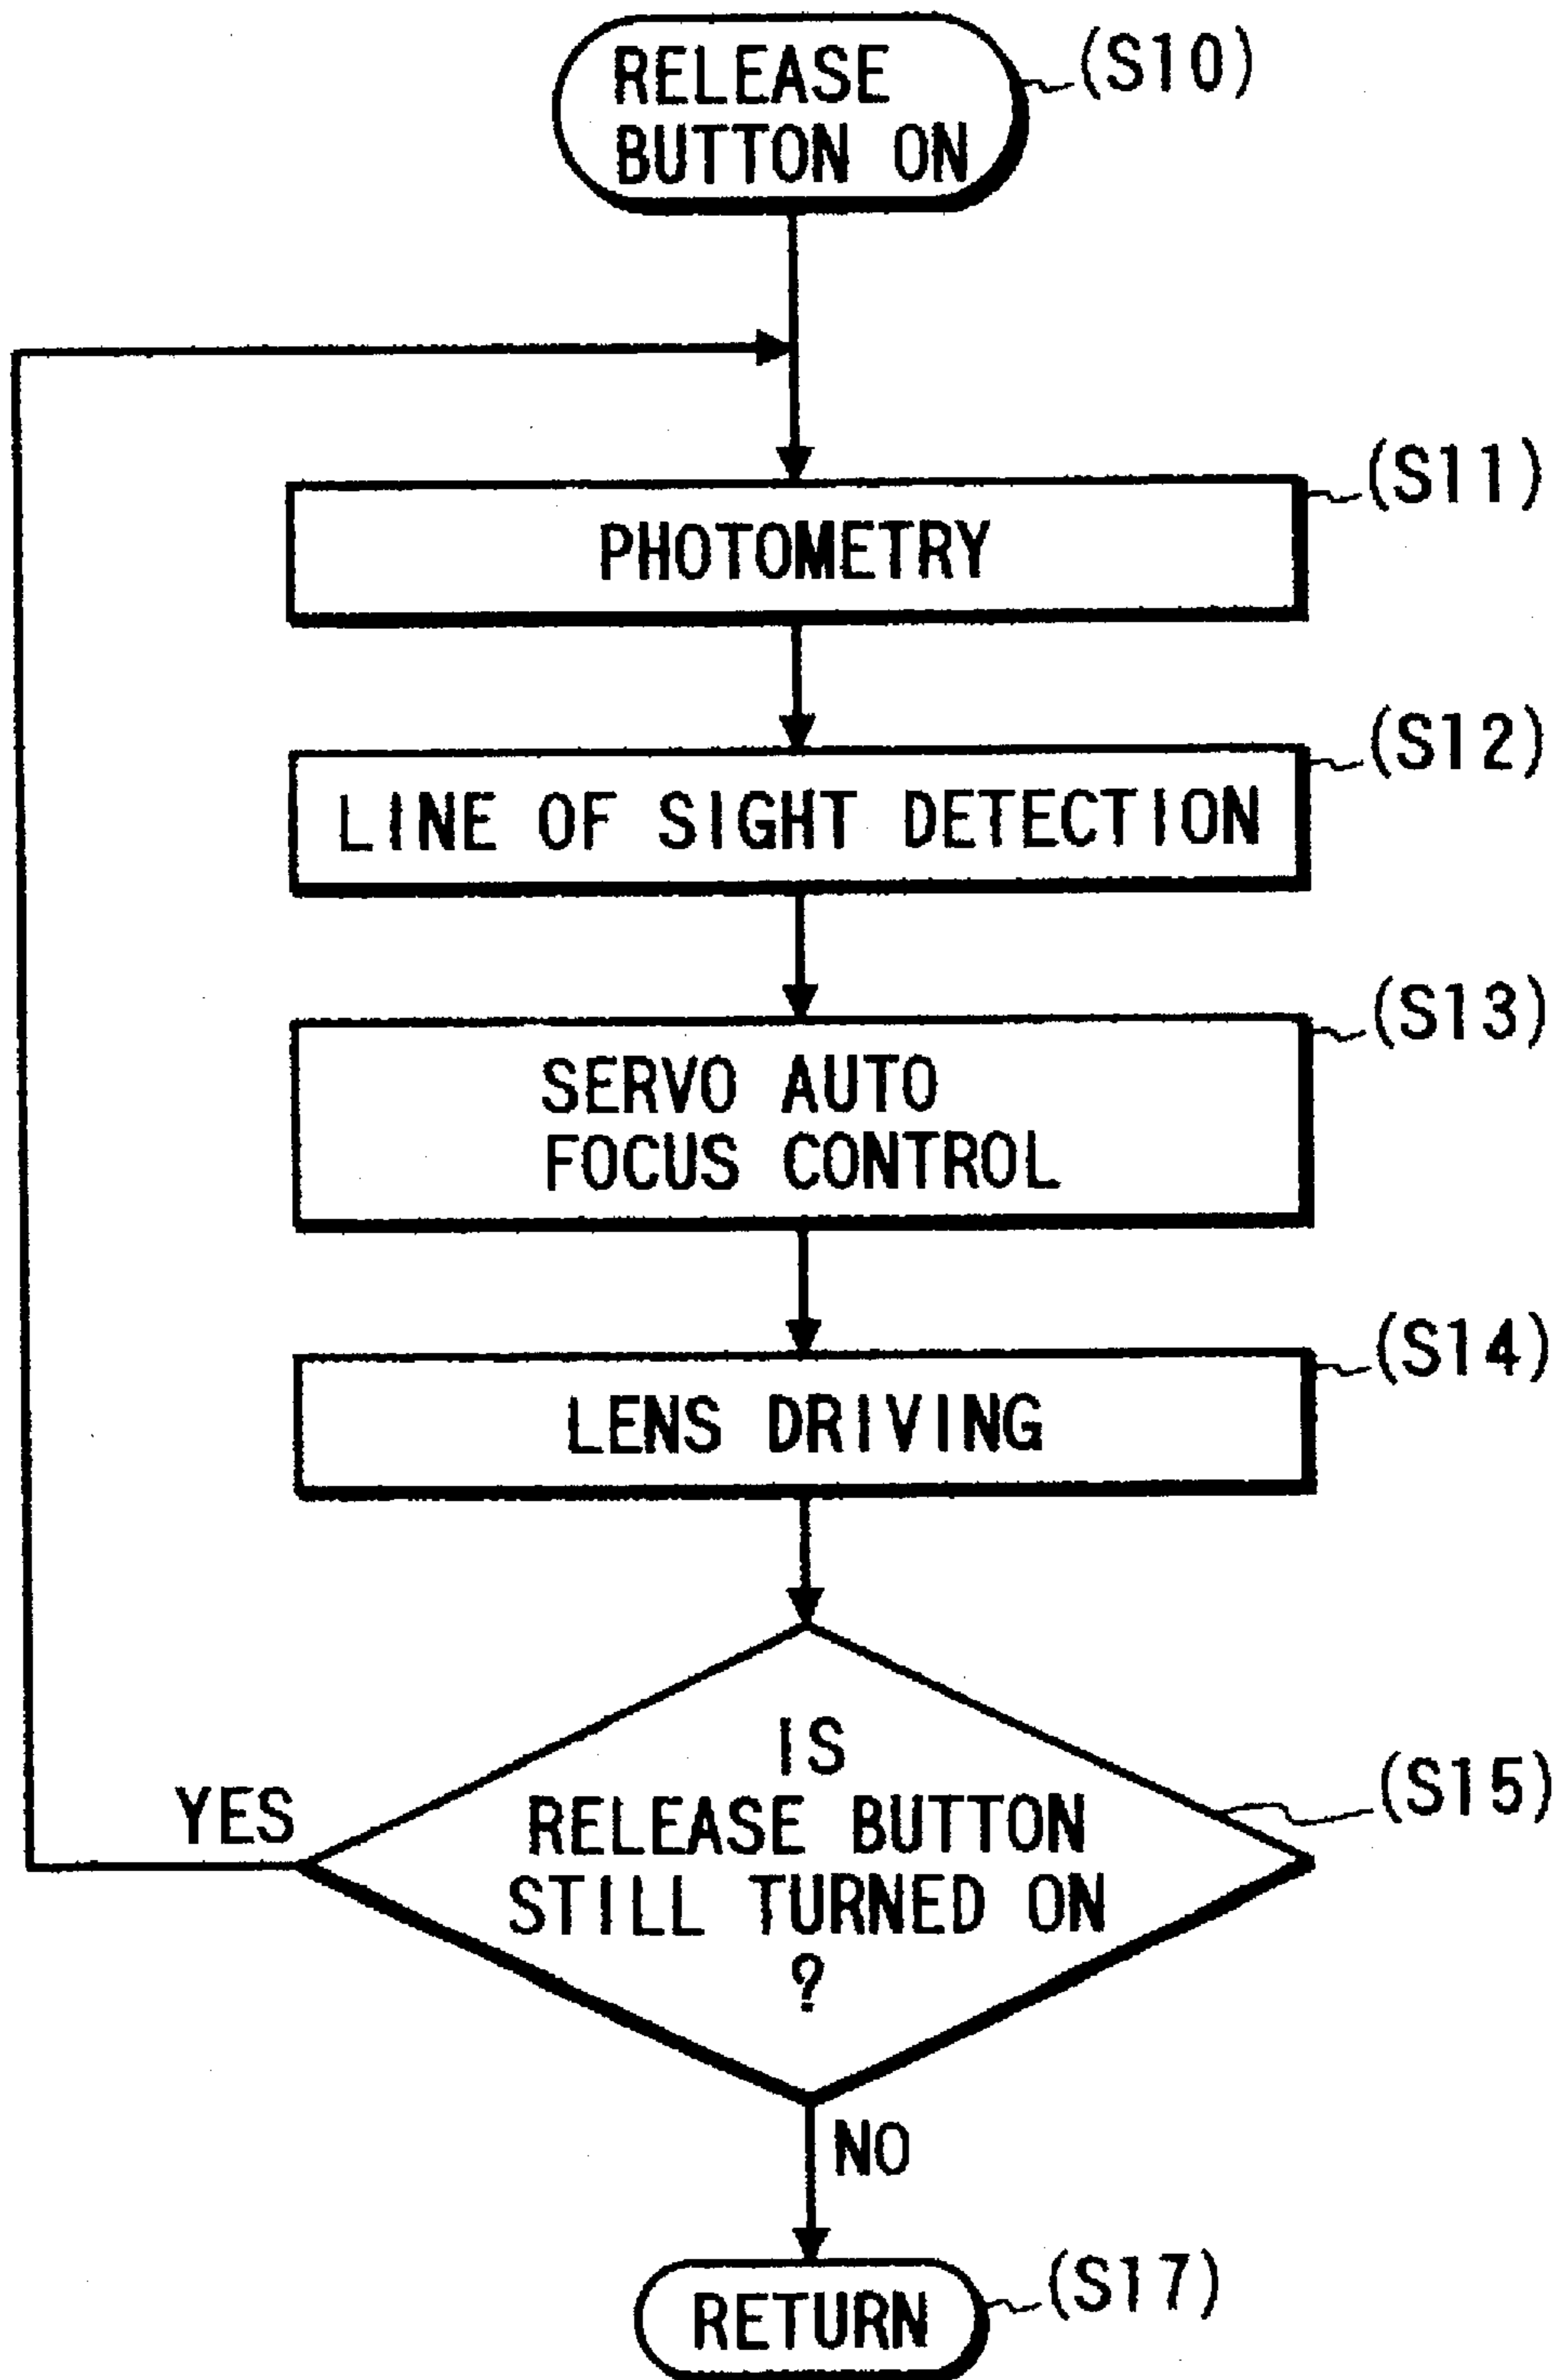 RELEASE
BUTTON ON
(S10)
(S11)
PHOTOMETRY
(S12)
LINE OF SIGHT DETECTION
(S13)
SERVO AUTO
FOCUS CONTROL
(S14)
LENS DRIVING
IS
RELEASE BUTTON
STILL TURNED ON
?
(S15)
YES
NO
(S17)
RETURN